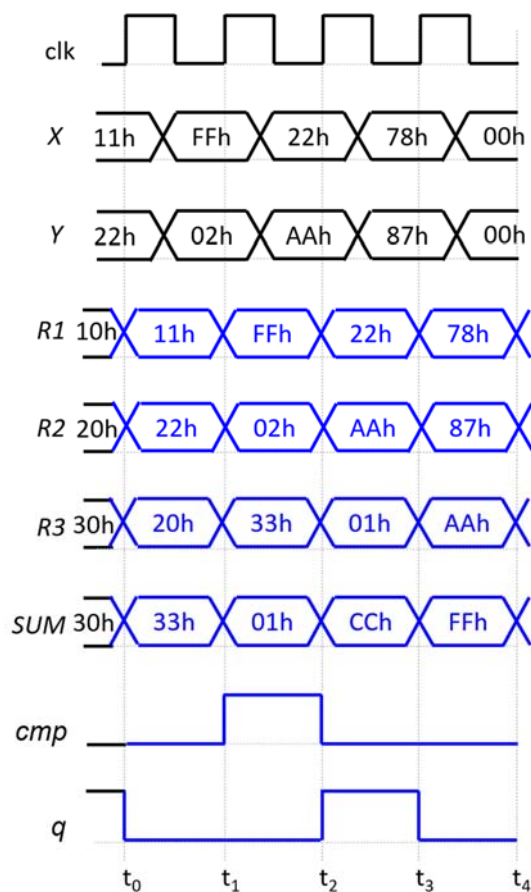 clk
X 11h FFh 22h 78h 00h
Y 22h 02h AAh 87h 00h
R1 10h 11h FFh 22h 78h
R2 20h 22h 02h AAh 87h
R3 30h 20h 33h 01h AAh
SUM 30h 33h 01h CCh FFh
cmp
q
t0 t1 t2 t3 t4